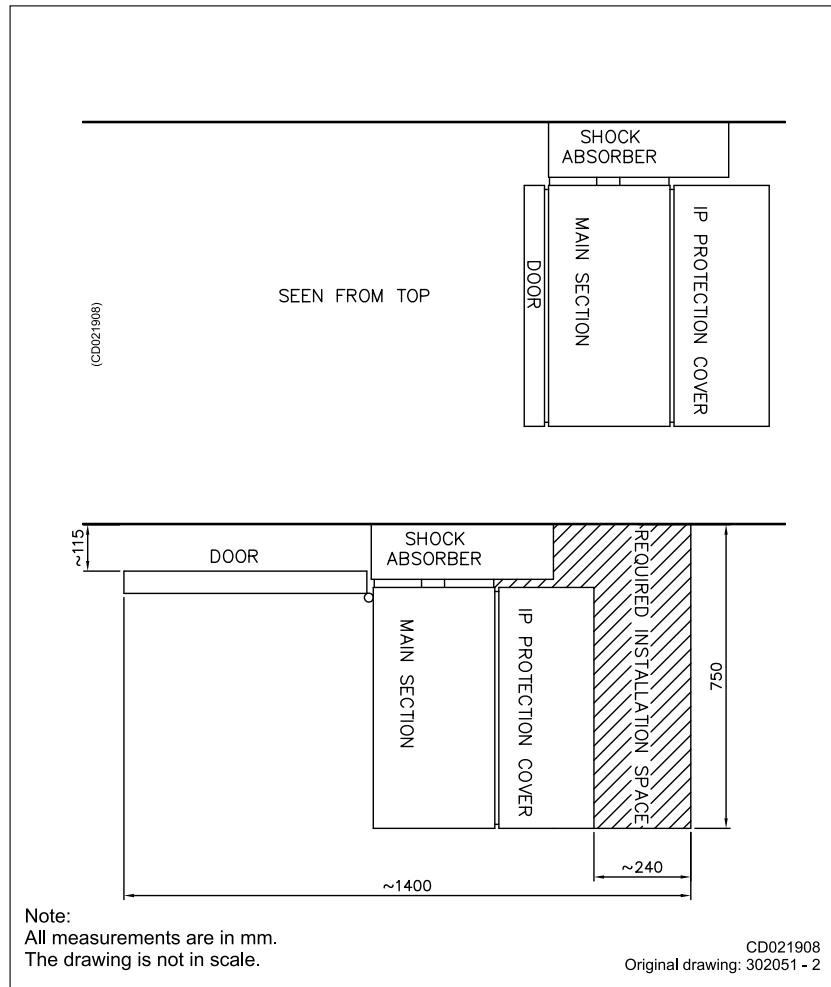 SHOCK
ABSORBER
IP PROTECTION COVER
MAIN SECTION
DOOR
SEEN FROM TOP
(CD021908)
~115
DOOR
SHOCK
ABSORBER
REQUIRED INSTALLATION SPACE
750
IP PROTECTION COVER
MAIN SECTION
~240
~1400
Note:
All measurements are in mm.
The drawing is not in scale.
CD021908
Original drawing: 302051 - 2